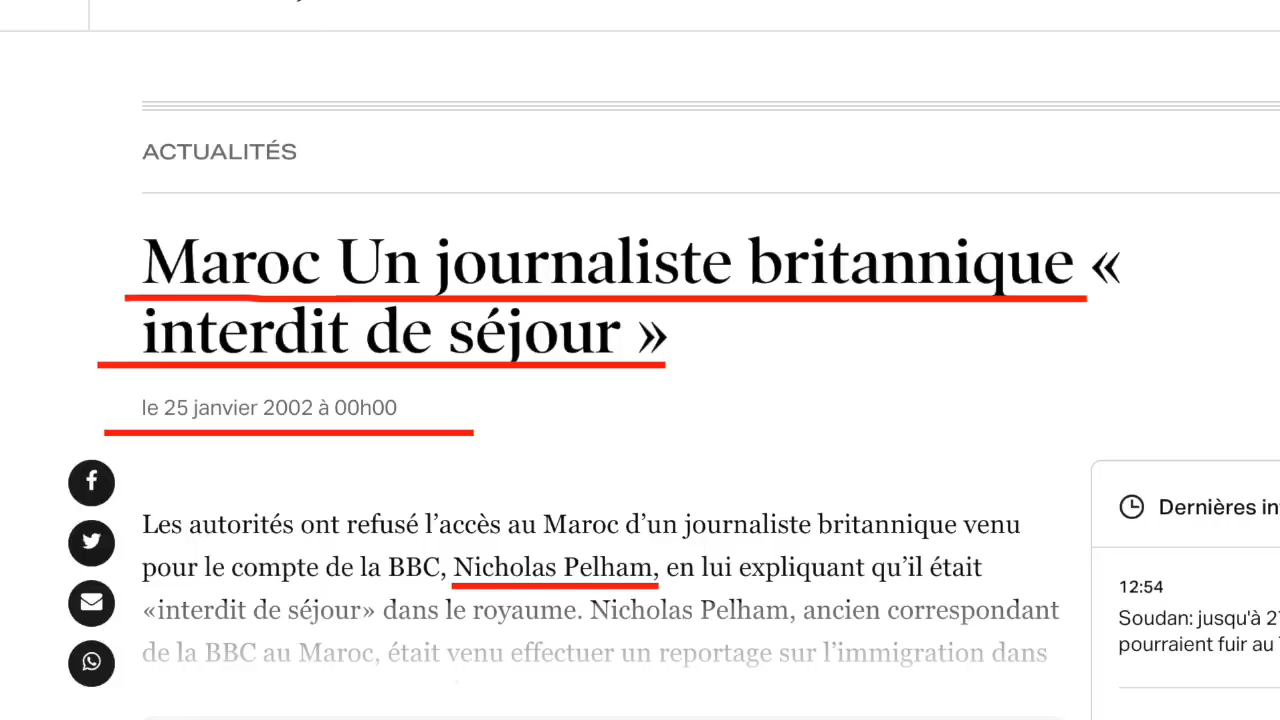 ACTUALITÉS
Maroc Un journaliste britannique «
interdit de séjour »
le 25 janvier 2002 à 00h00
Les autorités ont refusé l’accès au Maroc d’un journaliste britannique venu
pour le compte de la BBC, Nicholas Pelham, en lui expliquant qu’il était
«interdit de séjour» dans le royaume. Nicholas Pelham, ancien correspondant
de la BBC au Maroc, était venu effectuer un reportage sur l’immigration dans
Dernières in
12:54
Soudan: jusqu'à 2
pourraient fuir au